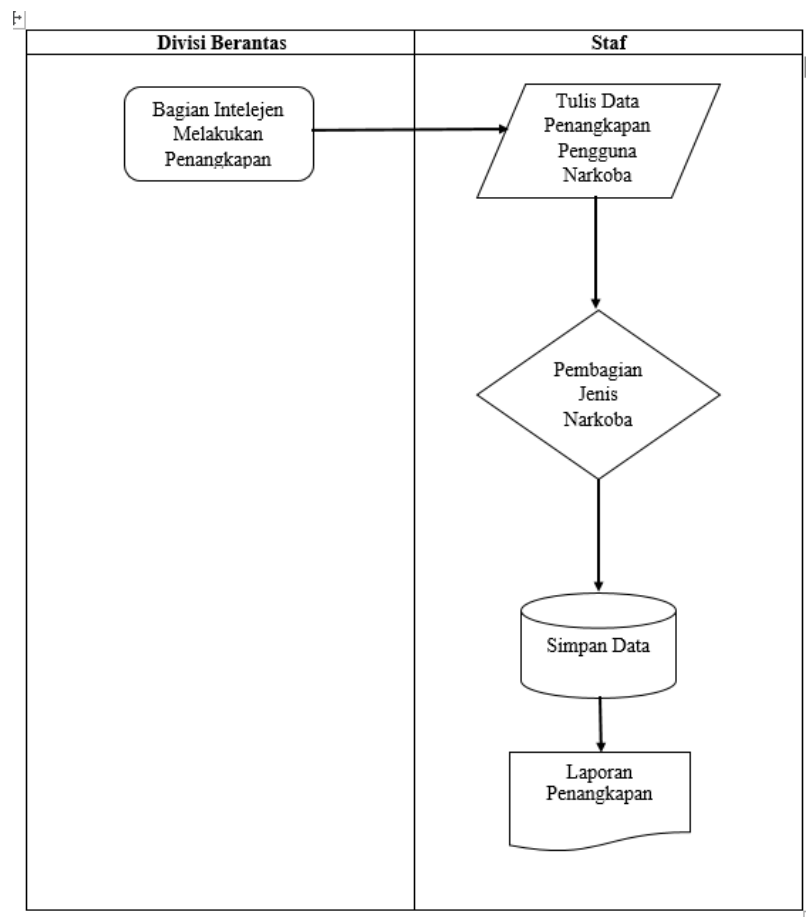 Divisi Berantas
Staf
Bagian Intelejen
Melakukan
Penangkapan
Tulis Data
Penangkapan
Pengguna
Narkoba
Pembagian
Jenis
Narkoba
Simpan Data
Laporan
Penangkapan